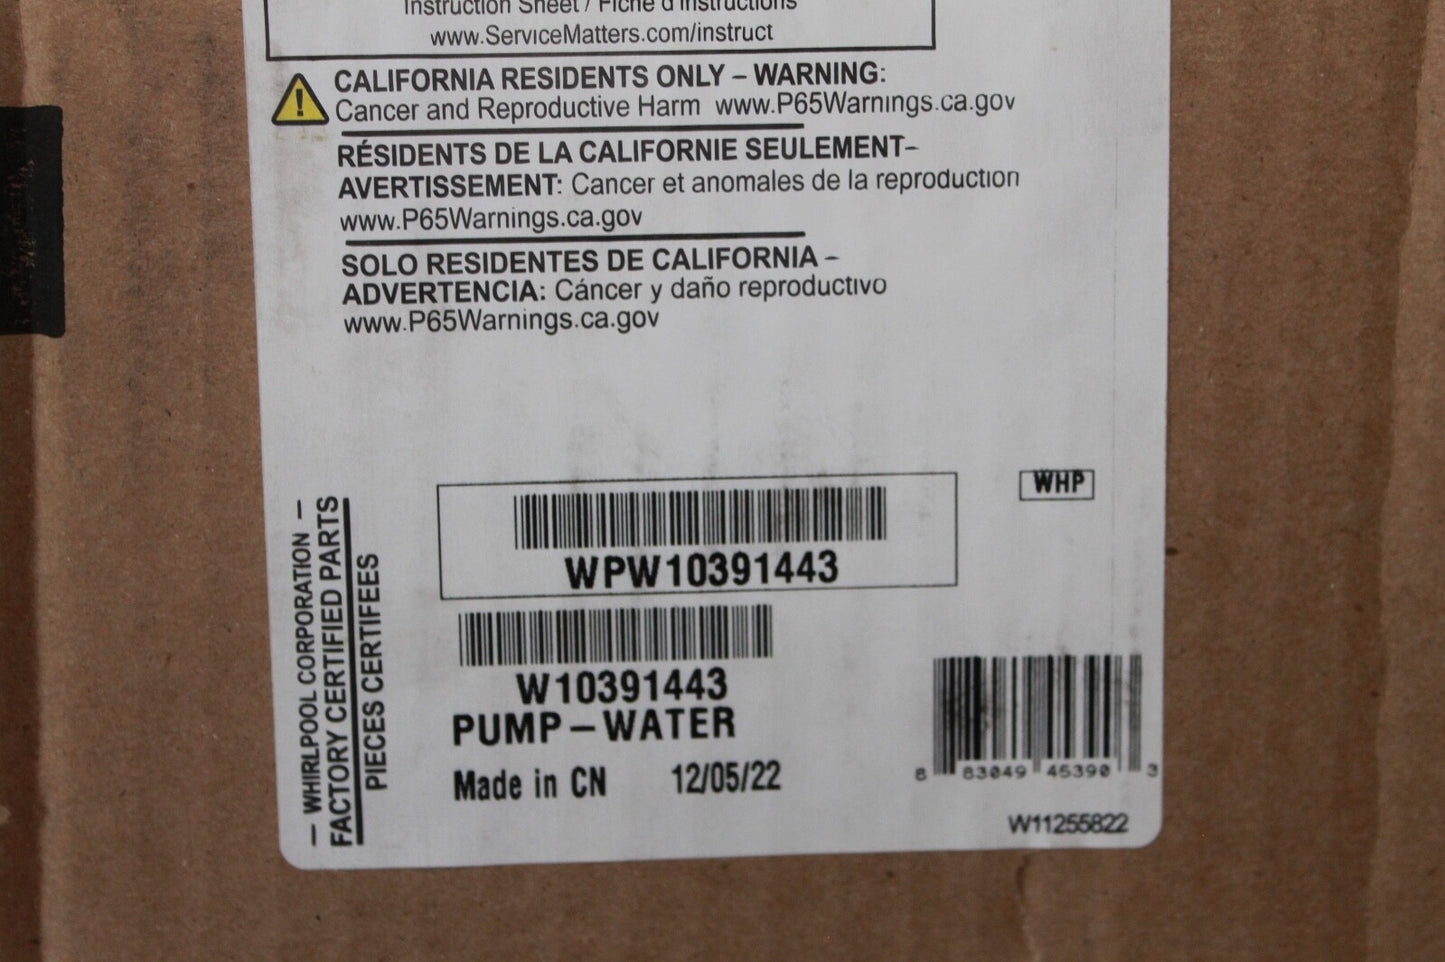 Instruction Sheet / Fiche d'instructions
www.ServiceMatters.com/instruct
CALIFORNIA RESIDENTS ONLY – WARNING:
Cancer and Reproductive Harm www.P65Warnings.ca.gov
RÉSIDENTS DE LA CALIFORNIE SEULEMENT–
AVERTISSEMENT: Cancer et anomales de la reproduction
www.P65Warnings.ca.gov
SOLO RESIDENTES DE CALIFORNIA –
ADVERTENCIA: Cáncer y daño reproductivo
www.P65Warnings.ca.gov
WHP
WPW10391443
W10391443
PUMP–WATER
Made in CN 12/05/22
8 83049 45390 3
W11255822
– WHIRLPOOL CORPORATION –
FACTORY CERTIFIED PARTS
PIECES CERTIFEES